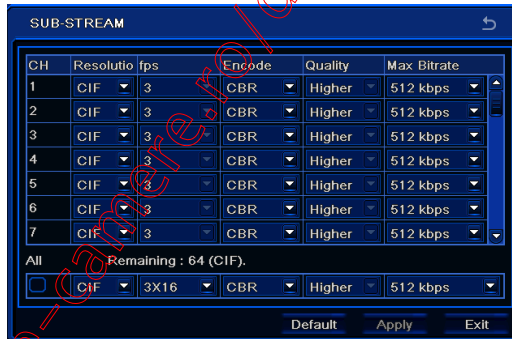 SUB-STREAM
CH Resolutio fps Encode Quality Max Bitrate
1 CIF 3 CBR Higher 512 kbps
2 CIF 3 CBR Higher 512 kbps
3 CIF 3 CBR Higher 512 kbps
4 CIF 3 CBR Higher 512 kbps
5 CIF 3 CBR Higher 512 kbps
6 CIF 3 CBR Higher 512 kbps
7 CIF 3 CBR Higher 512 kbps
All Remaining : 64 (CIF).
CIF 3X16 CBR Higher 512 kbps
Default Apply Exit
-camere.ro/